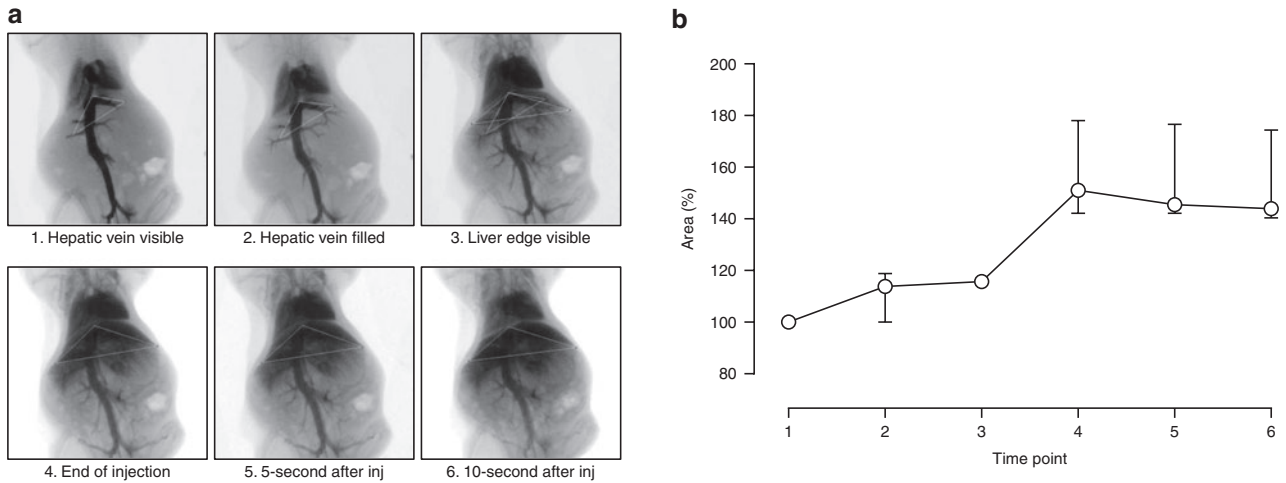 a
1. Hepatic vein visible
2. Hepatic vein filled
3. Liver edge visible
4. End of injection
5. 5-second after inj
6. 10-second after inj
b
200
180
160
140
120
100
80
Area (%)
1 2 3 4 5 6
Time point